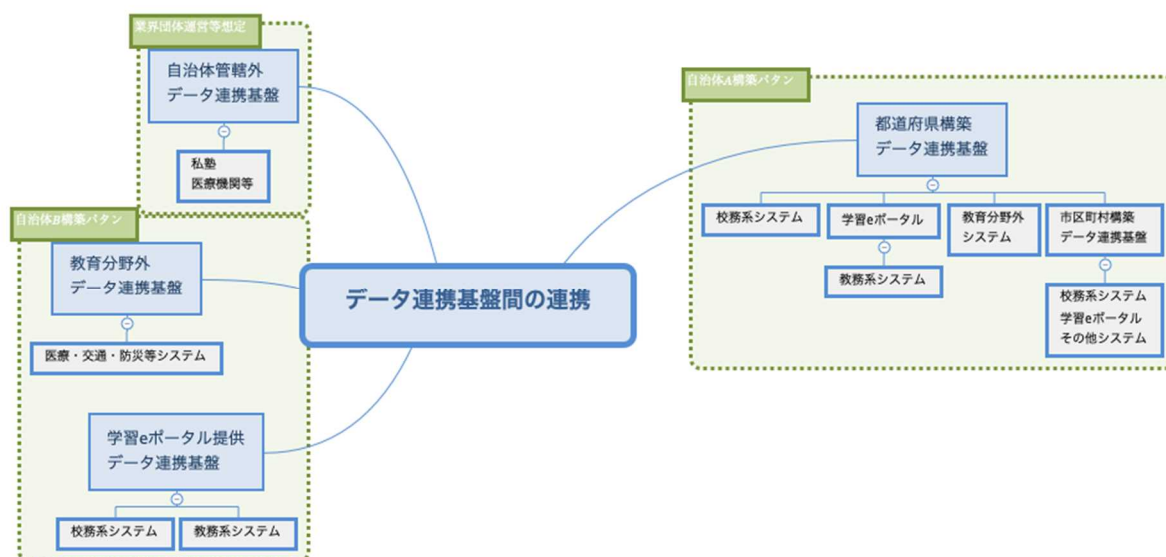 業界団体運営等想定
自治体管轄外
データ連携基盤
私塾
医療機関等
自治体B構築パタン
教育分野外
データ連携基盤
医療・交通・防災等システム
学習eポータル提供
データ連携基盤
校務系システム
教務系システム
データ連携基盤間の連携
自治体A構築パタン
都道府県構築
データ連携基盤
校務系システム
学習eポータル
教務系システム
教育分野外
システム
市区町村構築
データ連携基盤
校務系システム
学習eポータル
その他システム